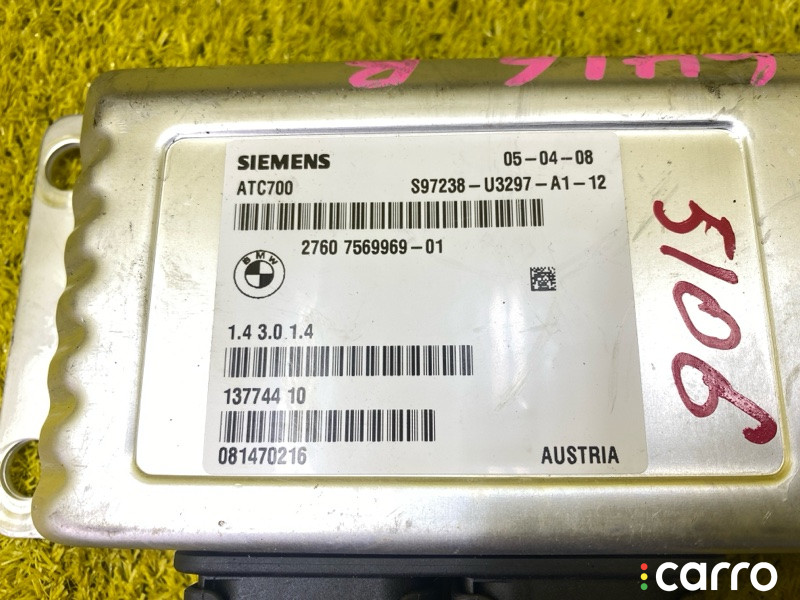 SIEMENS 05-04-08
ATC700 S97238-U3297-A1-12
BMW 2760 7569969-01
1.4 3.0 1.4
137744 10
081470216 AUSTRIA
5106
carro